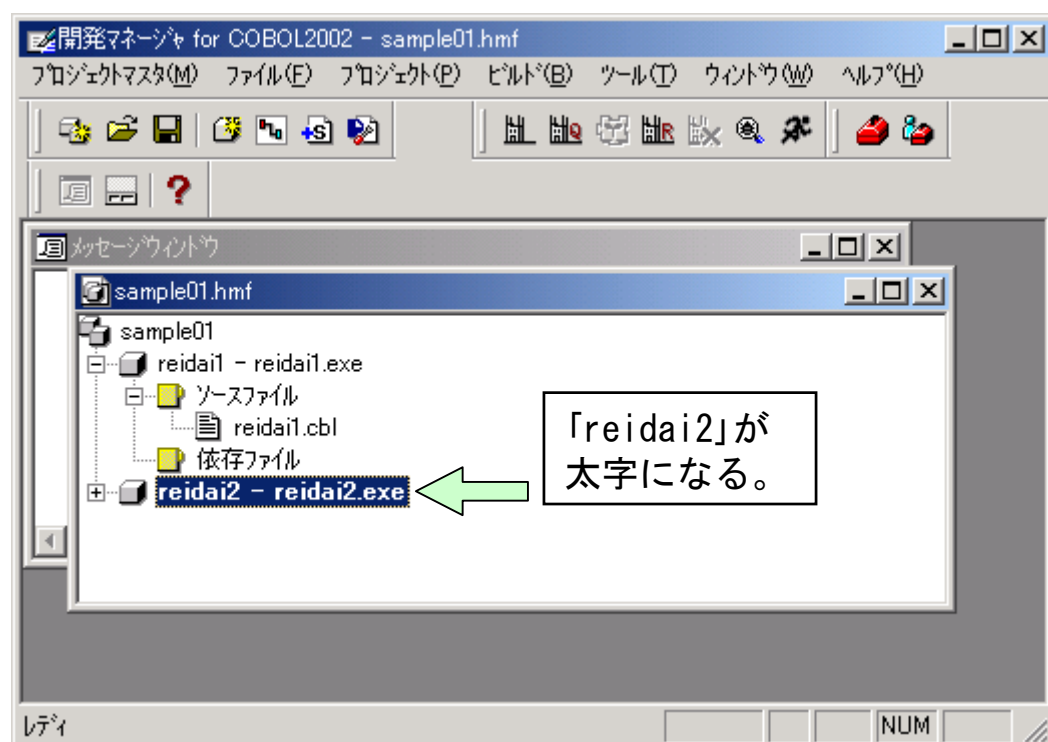 開発ﾏﾈｰｼﾞｬ for COBOL2002 - sample01.hmf
ﾌﾟﾛｼﾞｪｸﾄﾏｽﾀ(M) ﾌｧｲﾙ(F) ﾌﾟﾛｼﾞｪｸﾄ(P) ﾋﾞﾙﾄﾞ(B) ﾂｰﾙ(T) ｳｨﾝﾄﾞｳ(W) ﾍﾙﾌﾟ(H)
ﾒｯｾｰｼﾞｳｨﾝﾄﾞｳ
sample01.hmf
sample01
reidai1 - reidai1.exe
ｿｰｽﾌｧｲﾙ
reidai1.cbl
依存ﾌｧｲﾙ
reidai2 - reidai2.exe
「reidai2」が
太字になる。
ﾚﾃﾞｨ
NUM